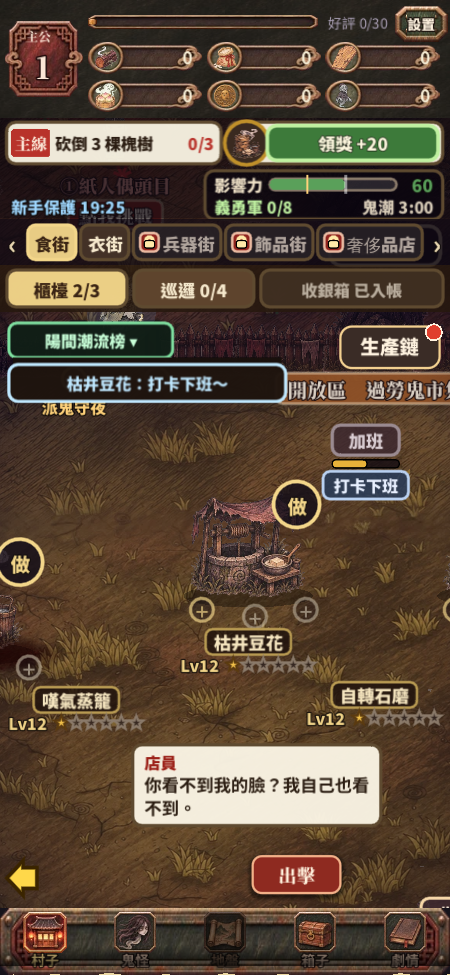 主公
1
好評 0/30
設置
0
0
0
0
0
0
主線 砍倒 3 棵槐樹 0/3
領獎 +20
①紙人偶頭目
影響力 60
新手保護 19:25
義勇軍 0/8 鬼潮 3:00
‹ 食街 衣街 兵器街 飾品街 奢侈品店 ›
櫃檯 2/3 巡邏 0/4 收銀箱 已入帳
陽間潮流榜 ▾
生產鏈
枯井豆花：打卡下班～
開放區 過勞鬼市
派鬼守夜
加班
打卡下班
做
做
枯井豆花
Lv12
嘆氣蒸籠
Lv12
自轉石磨
Lv12
店員
你看不到我的臉？我自己也看
不到。
出擊
村子 鬼怪 地盤 箱子 劇情